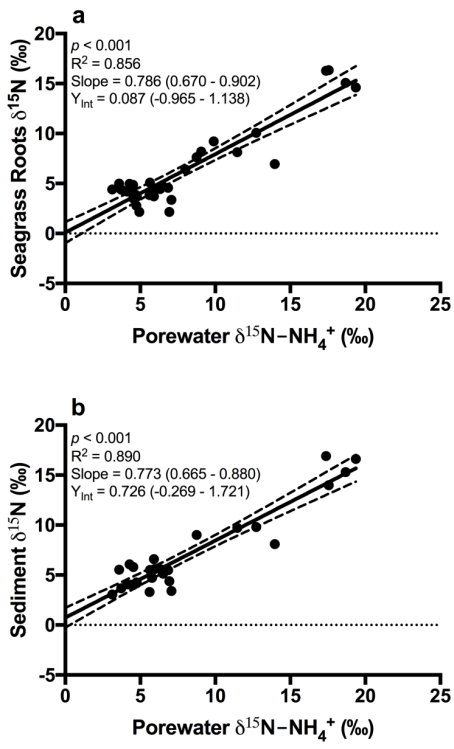 a
p < 0.001
R² = 0.856
Slope = 0.786 (0.670 - 0.902)
Y_Int = 0.087 (-0.965 - 1.138)
Seagrass Roots δ¹⁵N (‰)
20
15
10
5
0
-5
0 5 10 15 20 25
Porewater δ¹⁵N–NH₄⁺ (‰)
b
p < 0.001
R² = 0.890
Slope = 0.773 (0.665 - 0.880)
Y_Int = 0.726 (-0.269 - 1.721)
Sediment δ¹⁵N (‰)
20
15
10
5
0
-5
0 5 10 15 20 25
Porewater δ¹⁵N–NH₄⁺ (‰)